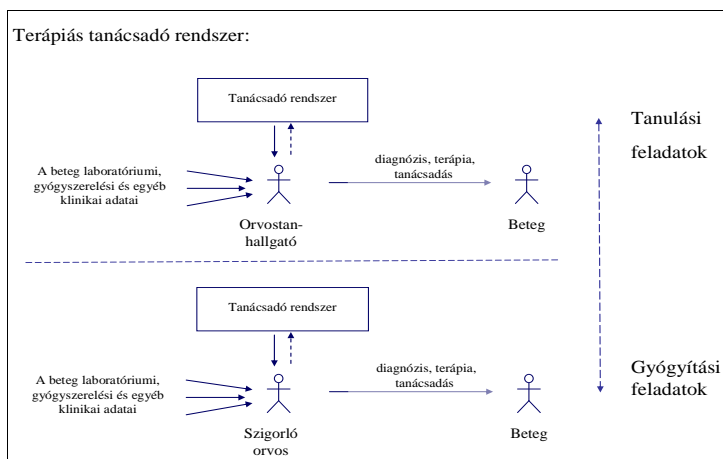 Terápiás tanácsadó rendszer:
Tanácsadó rendszer
A beteg laboratóriumi,
gyógyszerelési és egyéb
klinikai adatai
diagnózis, terápia,
tanácsadás
Orvostan-
hallgató
Beteg
Tanulási
feladatok
Tanácsadó rendszer
A beteg laboratóriumi,
gyógyszerelési és egyéb
klinikai adatai
diagnózis, terápia,
tanácsadás
Szigorló
orvos
Beteg
Gyógyítási
feladatok